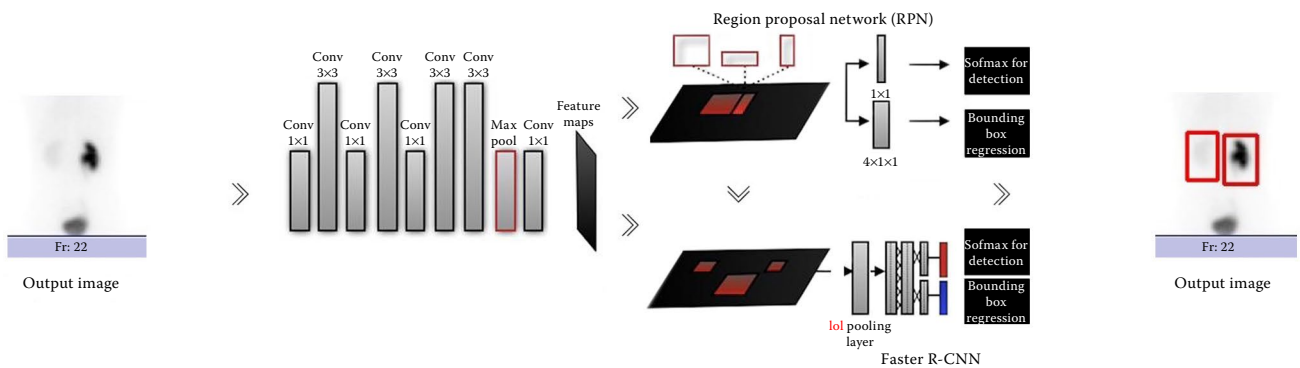 Fr: 22
Output image
Conv
1×1
Conv
3×3
Conv
1×1
Conv
3×3
Conv
1×1
Conv
3×3
Conv
3×3
Max
pool
Conv
1×1
Feature
maps
Region proposal network (RPN)
1×1
4×1×1
Sofmax for
detection
Bounding
box
regression
lol pooling
layer
Sofmax for
detection
Bounding
box
regression
Faster R-CNN
Fr: 22
Output image